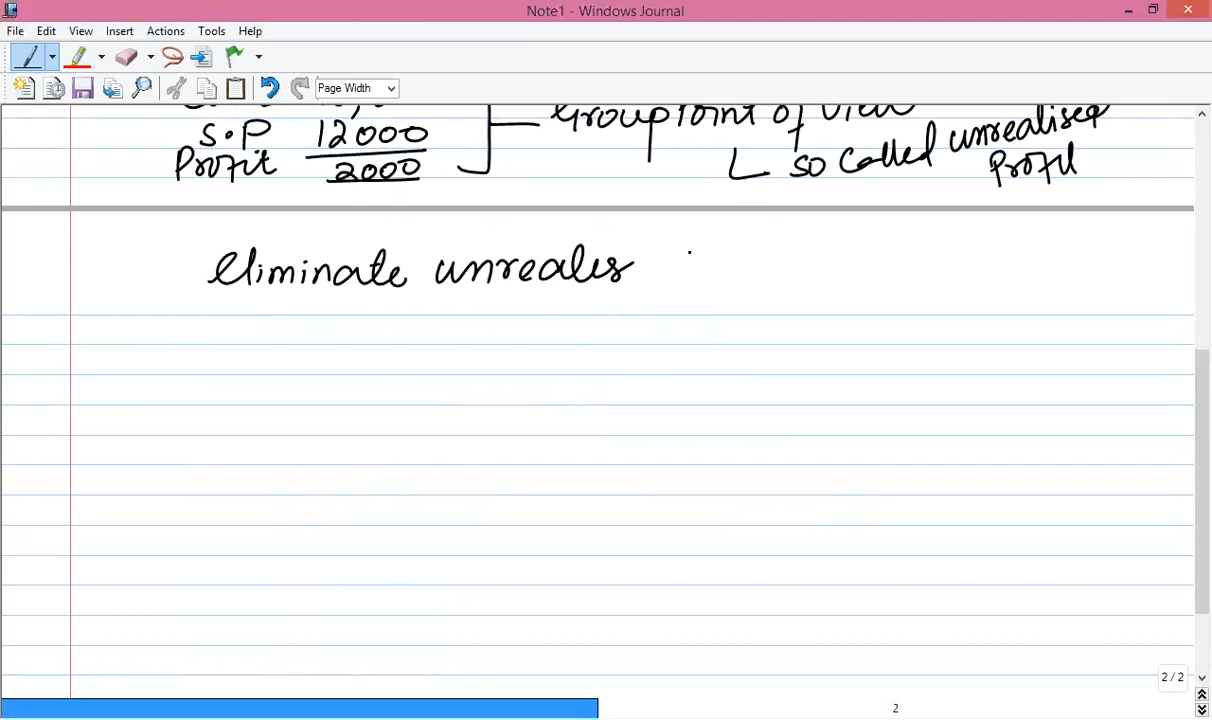 Note1 - Windows Journal
File Edit View Insert Actions Tools Help
Page Width
Group Point of view
S.P 12000
so called unrealised
Profit 2000
Profit
eliminate unrealis
2 / 2
2